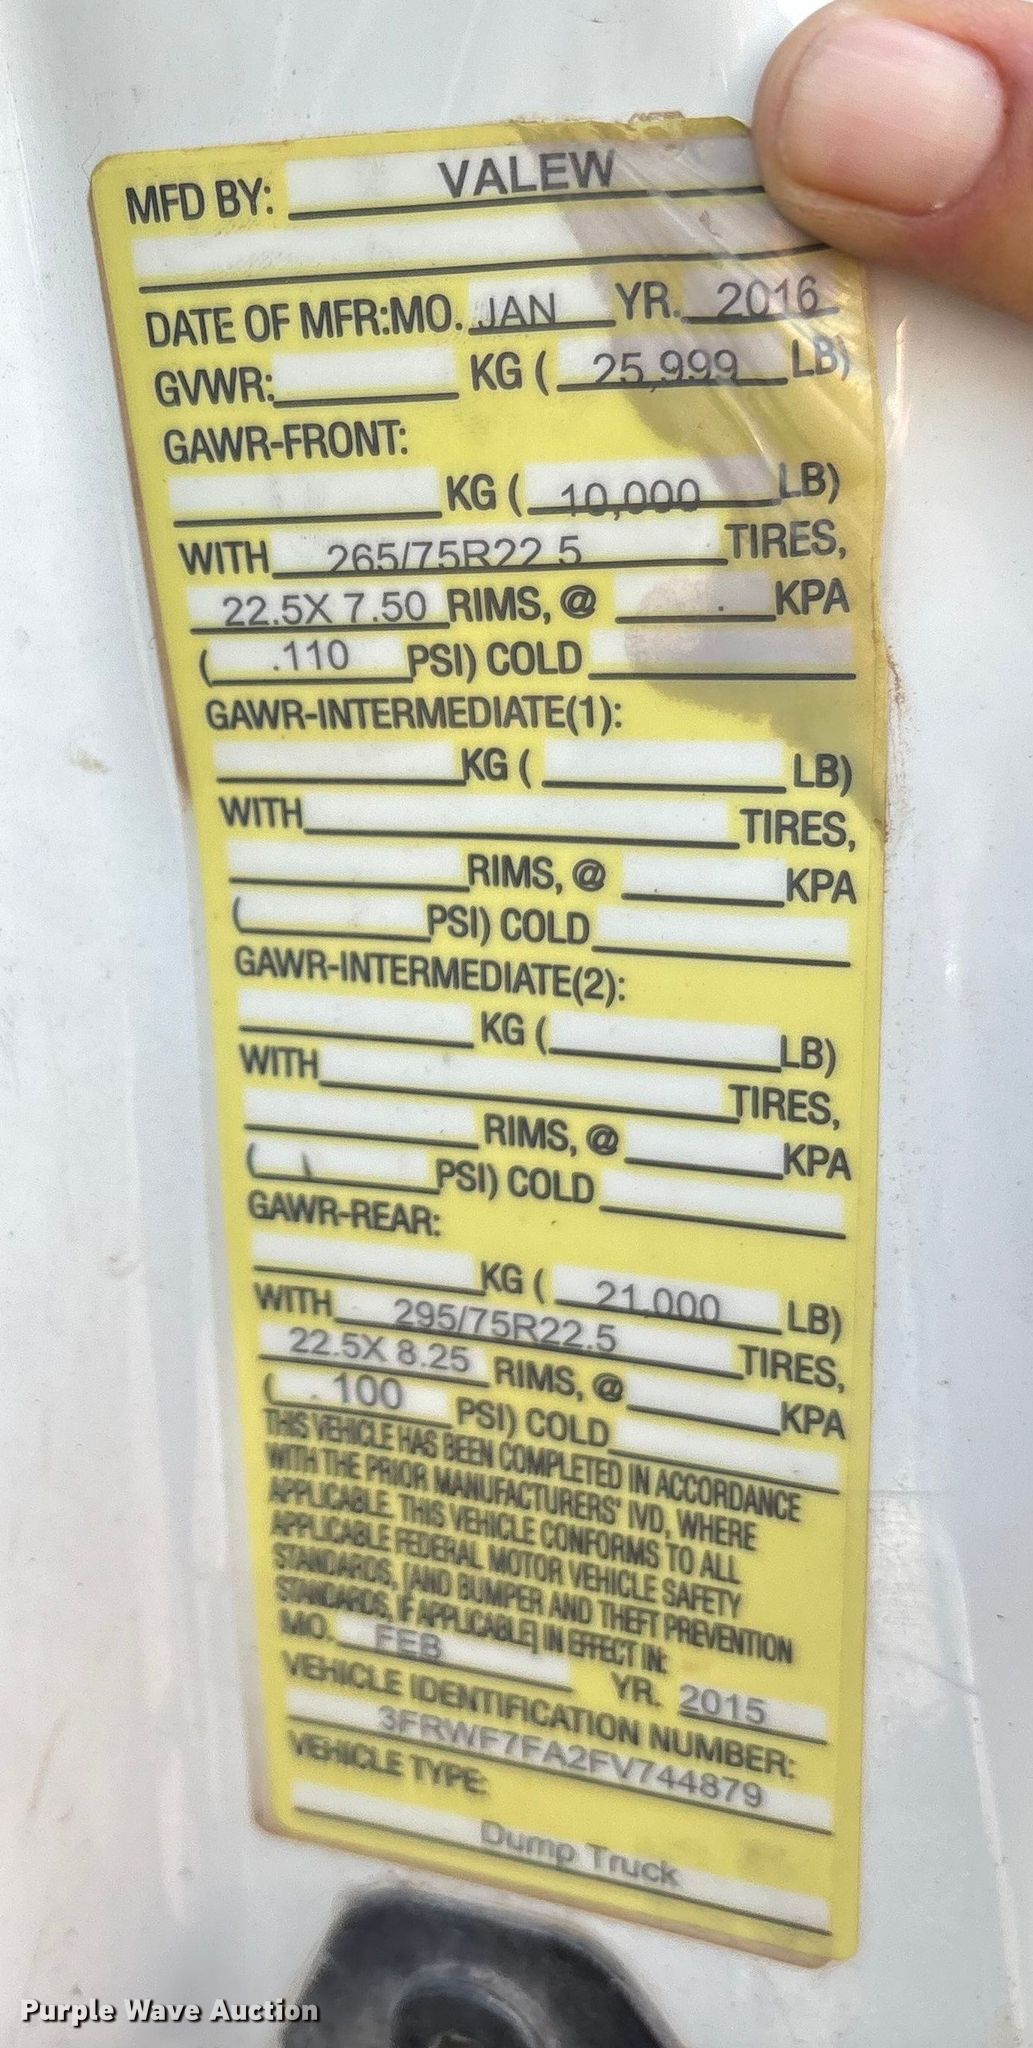 MFD BY: VALEW
DATE OF MFR:MO. JAN YR. 2016
GVWR: KG ( 25,999 LB)
GAWR-FRONT:
KG ( 10,000 LB)
WITH 265/75R22.5 TIRES,
22.5X 7.50 RIMS, @ . KPA
( .110 PSI) COLD
GAWR-INTERMEDIATE(1):
KG ( LB)
WITH TIRES,
RIMS, @ KPA
( PSI) COLD
GAWR-INTERMEDIATE(2):
KG ( LB)
WITH TIRES,
RIMS, @ KPA
( PSI) COLD
GAWR-REAR:
KG ( 21,000 LB)
WITH 295/75R22.5 TIRES,
22.5X 8.25 RIMS, @ KPA
( . 100 PSI) COLD
THIS VEHICLE HAS BEEN COMPLETED IN ACCORDANCE
WITH THE PRIOR MANUFACTURERS' IVD, WHERE
APPLICABLE. THIS VEHICLE CONFORMS TO ALL
APPLICABLE FEDERAL MOTOR VEHICLE SAFETY
STANDARDS, [AND BUMPER AND THEFT PREVENTION
STANDARDS, IF APPLICABLE] IN EFFECT IN:
MO. FEB YR. 2015
VEHICLE IDENTIFICATION NUMBER:
3FRWF7FA2FV744879
VEHICLE TYPE:
Dump Truck
Purple Wave Auction